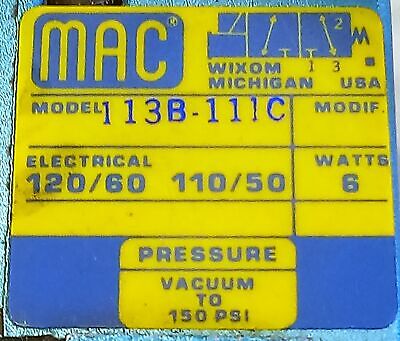 MAC®
2
1 3
WIXOM
MICHIGAN USA
MODEL 113B-111C MODIF.
ELECTRICAL WATTS
120/60 110/50 6
PRESSURE
VACUUM
TO
150 PSI